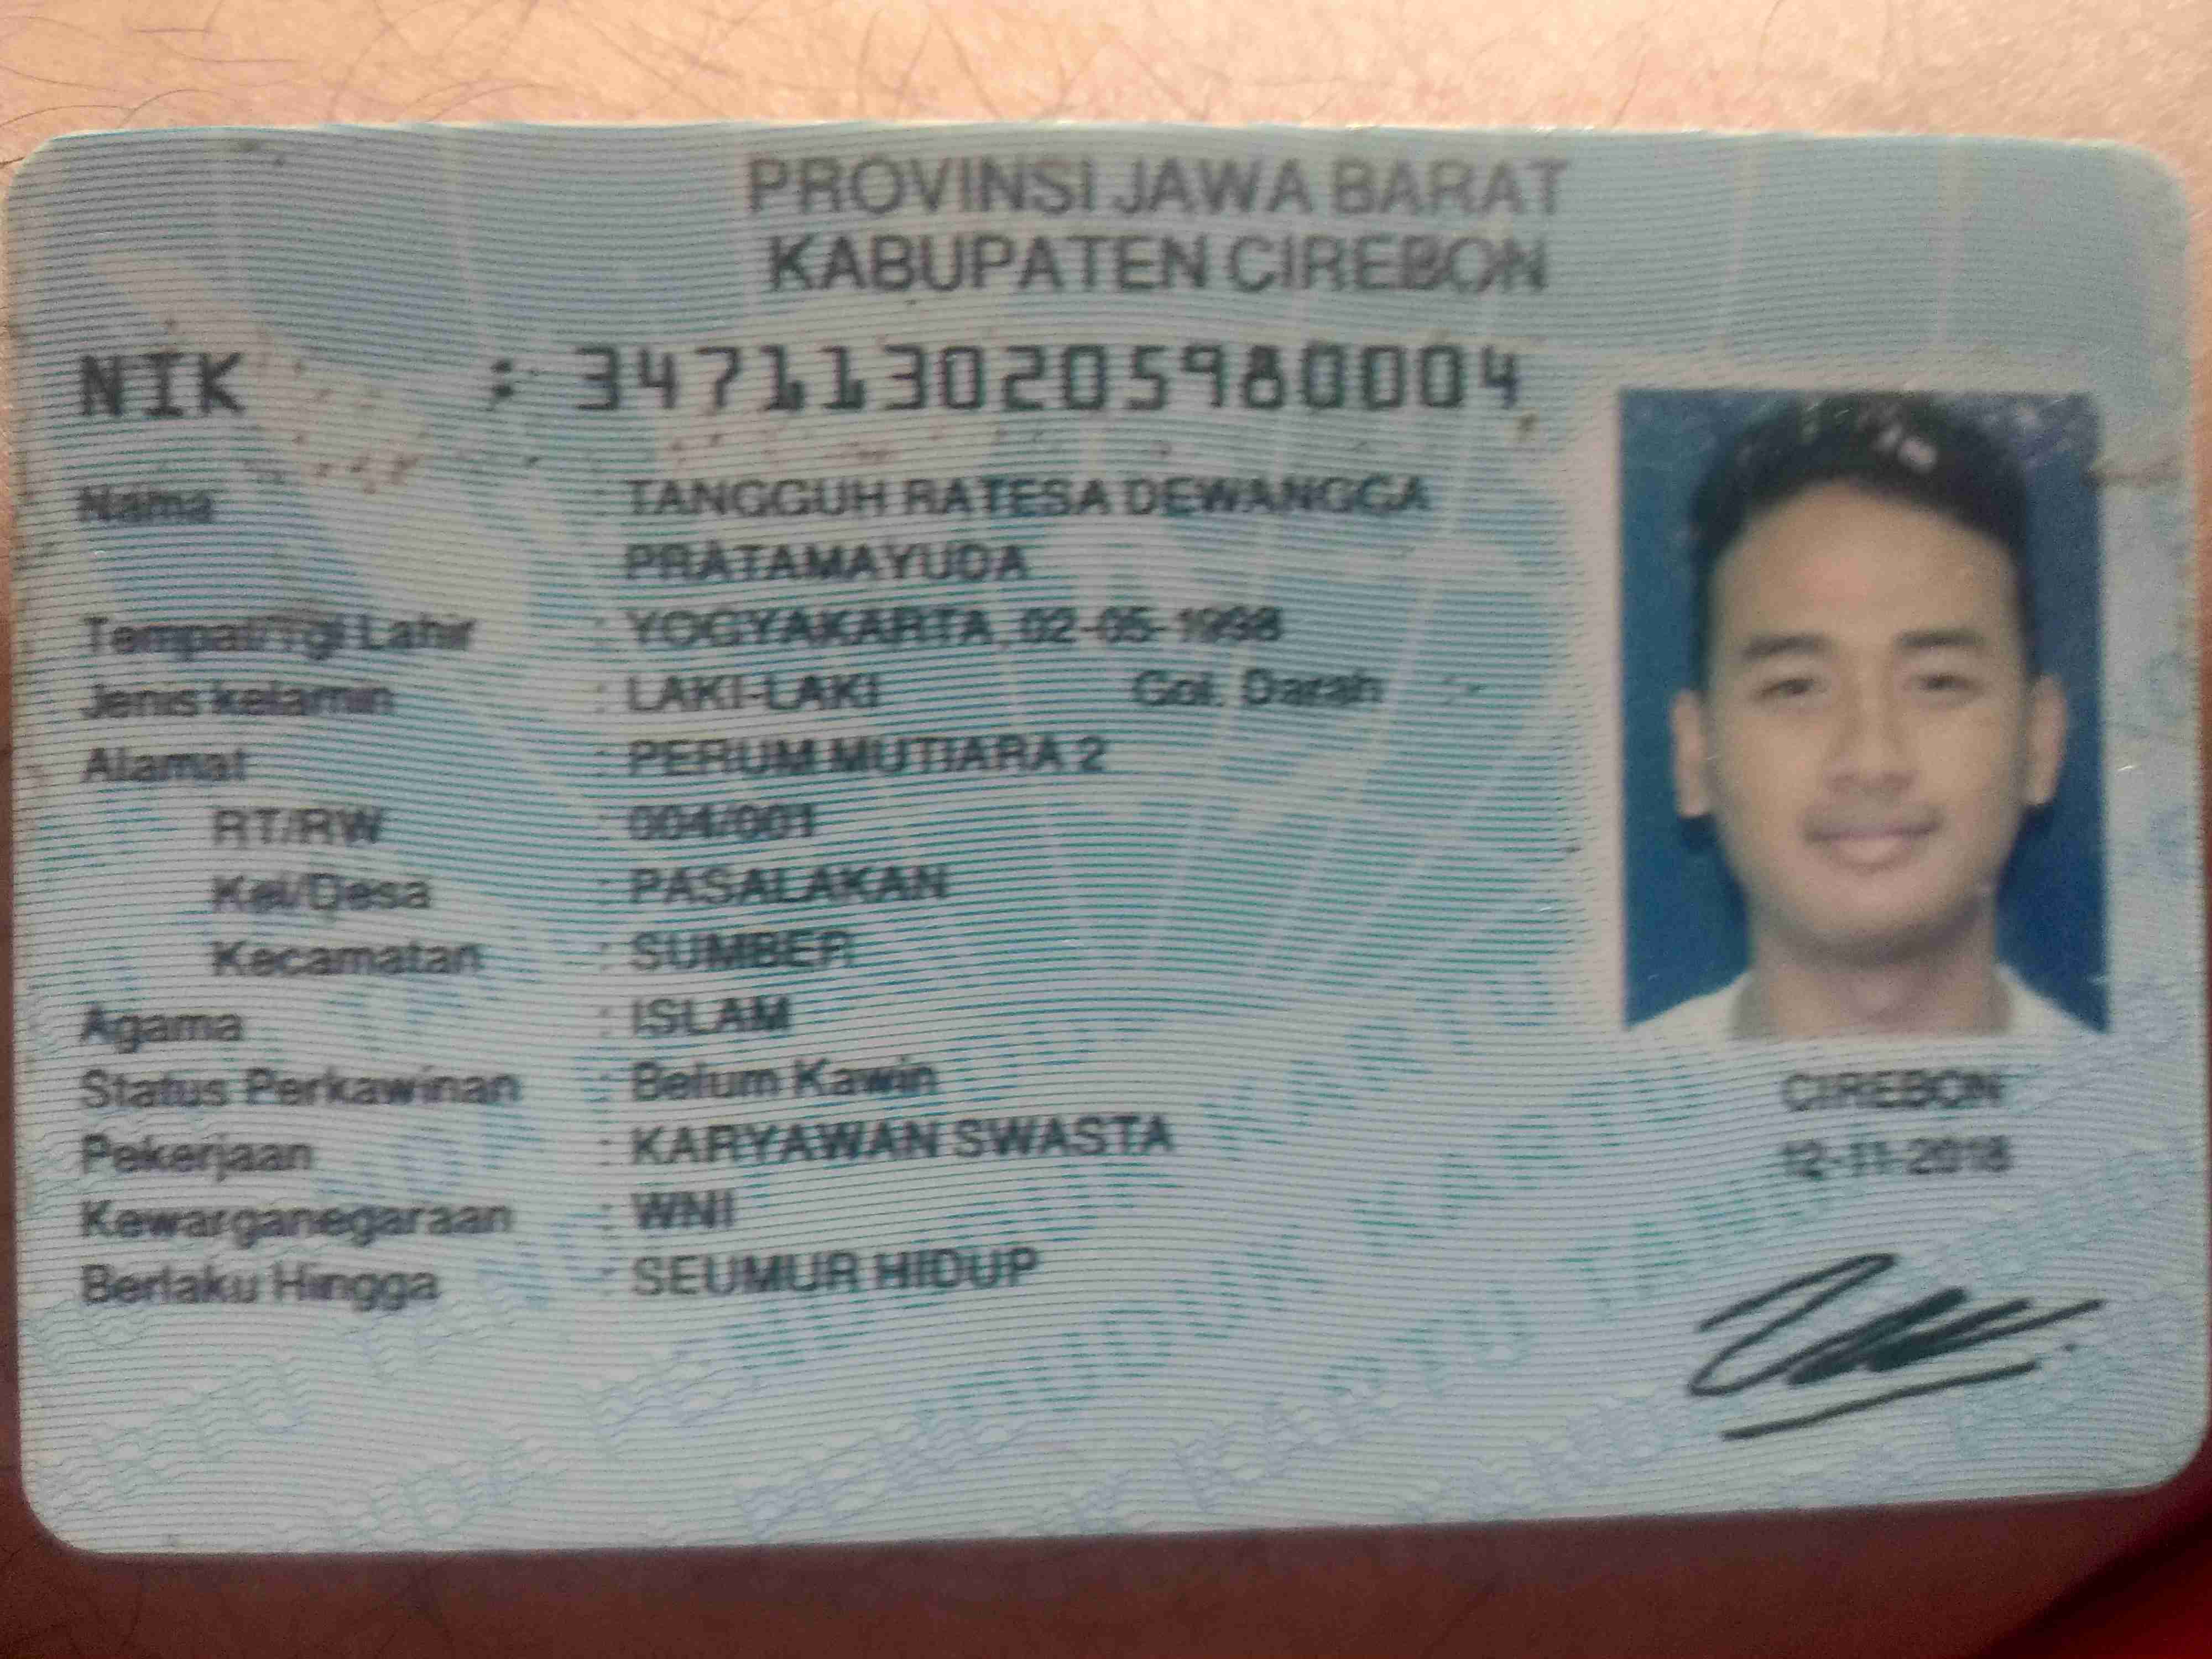 PROVINSI JAWA BARAT
KABUPATEN CIREBON
NIK : 3471130205980004
Nama : TANGGUH RATESA DEWANGGA
PRATAMAYUDA
Tempat/Tgl Lahir : YOGYAKARTA, 02-05-1998
Jenis kelamin : LAKI-LAKI Gol. Darah : -
Alamat : PERUM MUTIARA 2
RT/RW : 004/001
Kel/Desa : PASALAKAN
Kecamatan : SUMBER
Agama : ISLAM
Status Perkawinan : Belum Kawin
Pekerjaan : KARYAWAN SWASTA
Kewarganegaraan : WNI
Berlaku Hingga : SEUMUR HIDUP
CIREBON
12-11-2018